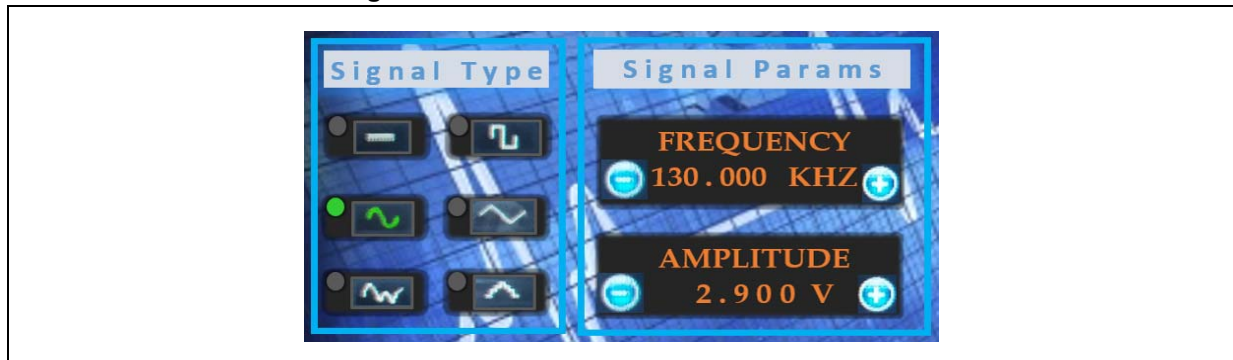 Signal Type
Signal Params
FREQUENCY
130.000 KHZ
AMPLITUDE
2.900 V